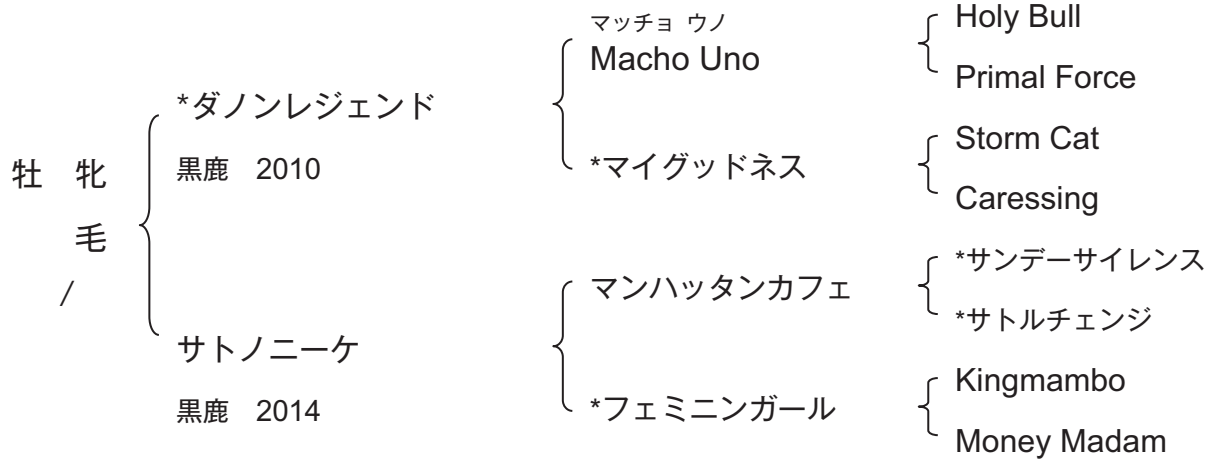 牡 牝
毛
/
*ダノンレジェンド
黒鹿 2010
サトノニーケ
黒鹿 2014
マッチョ ウノ
Macho Uno
*マイグッドネス
マンハッタンカフェ
*フェミニンガール
Holy Bull
Primal Force
Storm Cat
Caressing
*サンデーサイレンス
*サトルチェンジ
Kingmambo
Money Madam